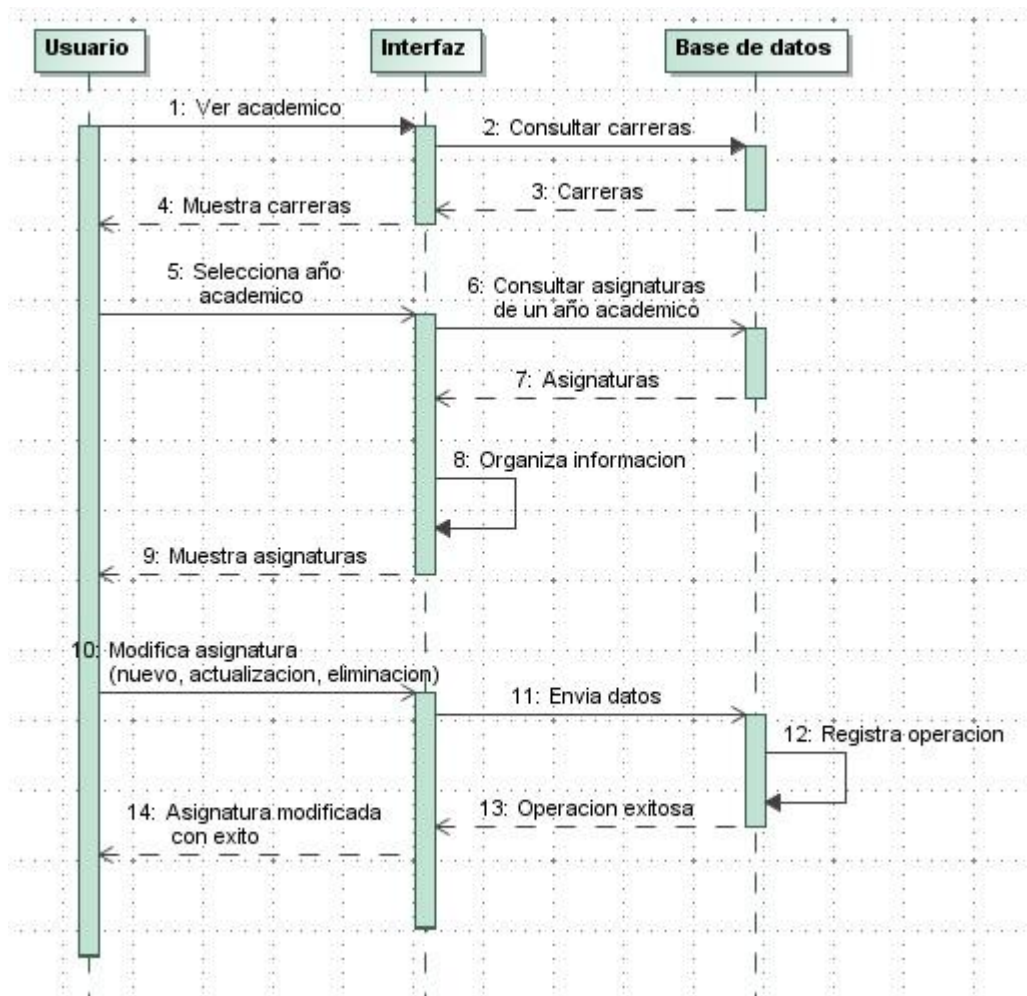 Usuario
Interfaz
Base de datos
1: Ver academico
2: Consultar carreras
3: Carreras
4: Muestra carreras
5: Selecciona año
academico
6: Consultar asignaturas
de un año academico
7: Asignaturas
8: Organiza informacion
9: Muestra asignaturas
10: Modifica asignatura
(nuevo, actualizacion, eliminacion)
11: Envia datos
12: Registra operacion
13: Operacion exitosa
14: Asignatura modificada
con exito